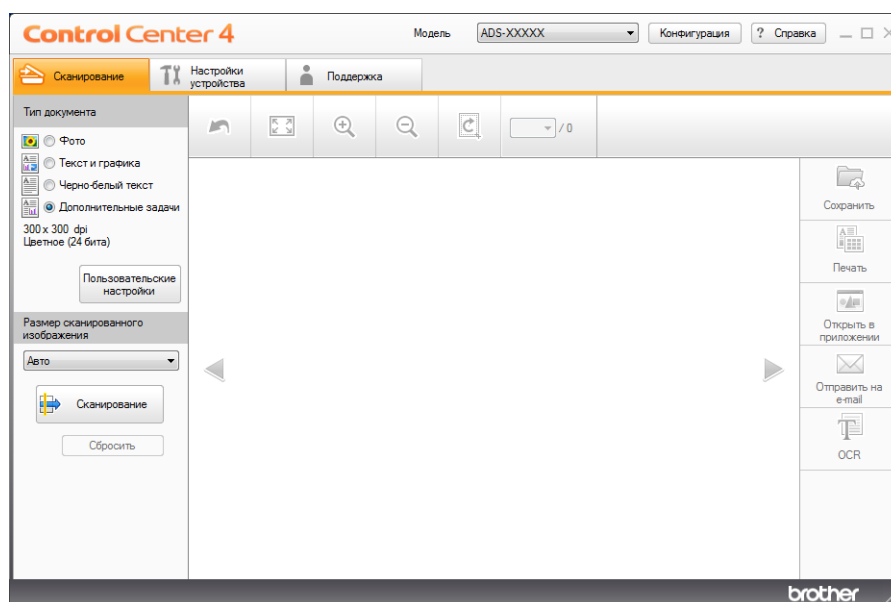 Control Center 4
Модель
ADS-XXXXX
Конфигурация
? Справка
Сканирование
Настройки
устройства
Поддержка
Тип документа
/ 0
Фото
Текст и графика
Черно-белый текст
Дополнительные задачи
300 x 300 dpi
Цветное (24 бита)
Пользовательские
настройки
Размер сканированного
изображения
Авто
Сканирование
Сбросить
Сохранить
Печать
Открыть в
приложении
Отправить на
e-mail
OCR
brother